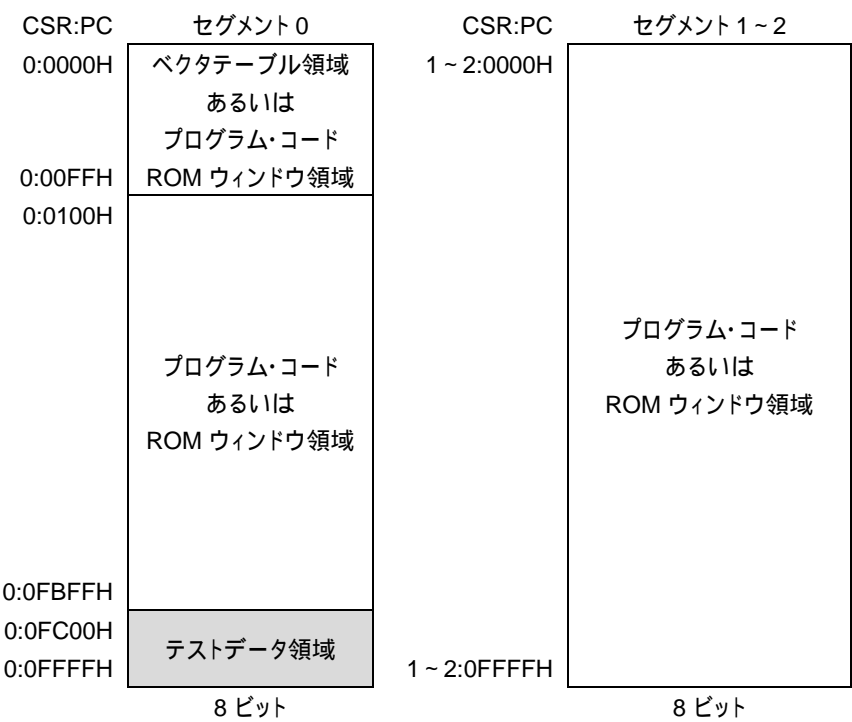 CSR:PC セグメント 0
0:0000H ベクタテーブル領域
あるいは
プログラム・コード
0:00FFH ROM ウィンドウ領域
0:0100H
プログラム・コード
あるいは
ROM ウィンドウ領域
0:0FBFFH
0:0FC00H
テストデータ領域
0:0FFFFH
8 ビット
CSR:PC セグメント 1~2
1~2:0000H
プログラム・コード
あるいは
ROM ウィンドウ領域
1~2:0FFFFH
8 ビット